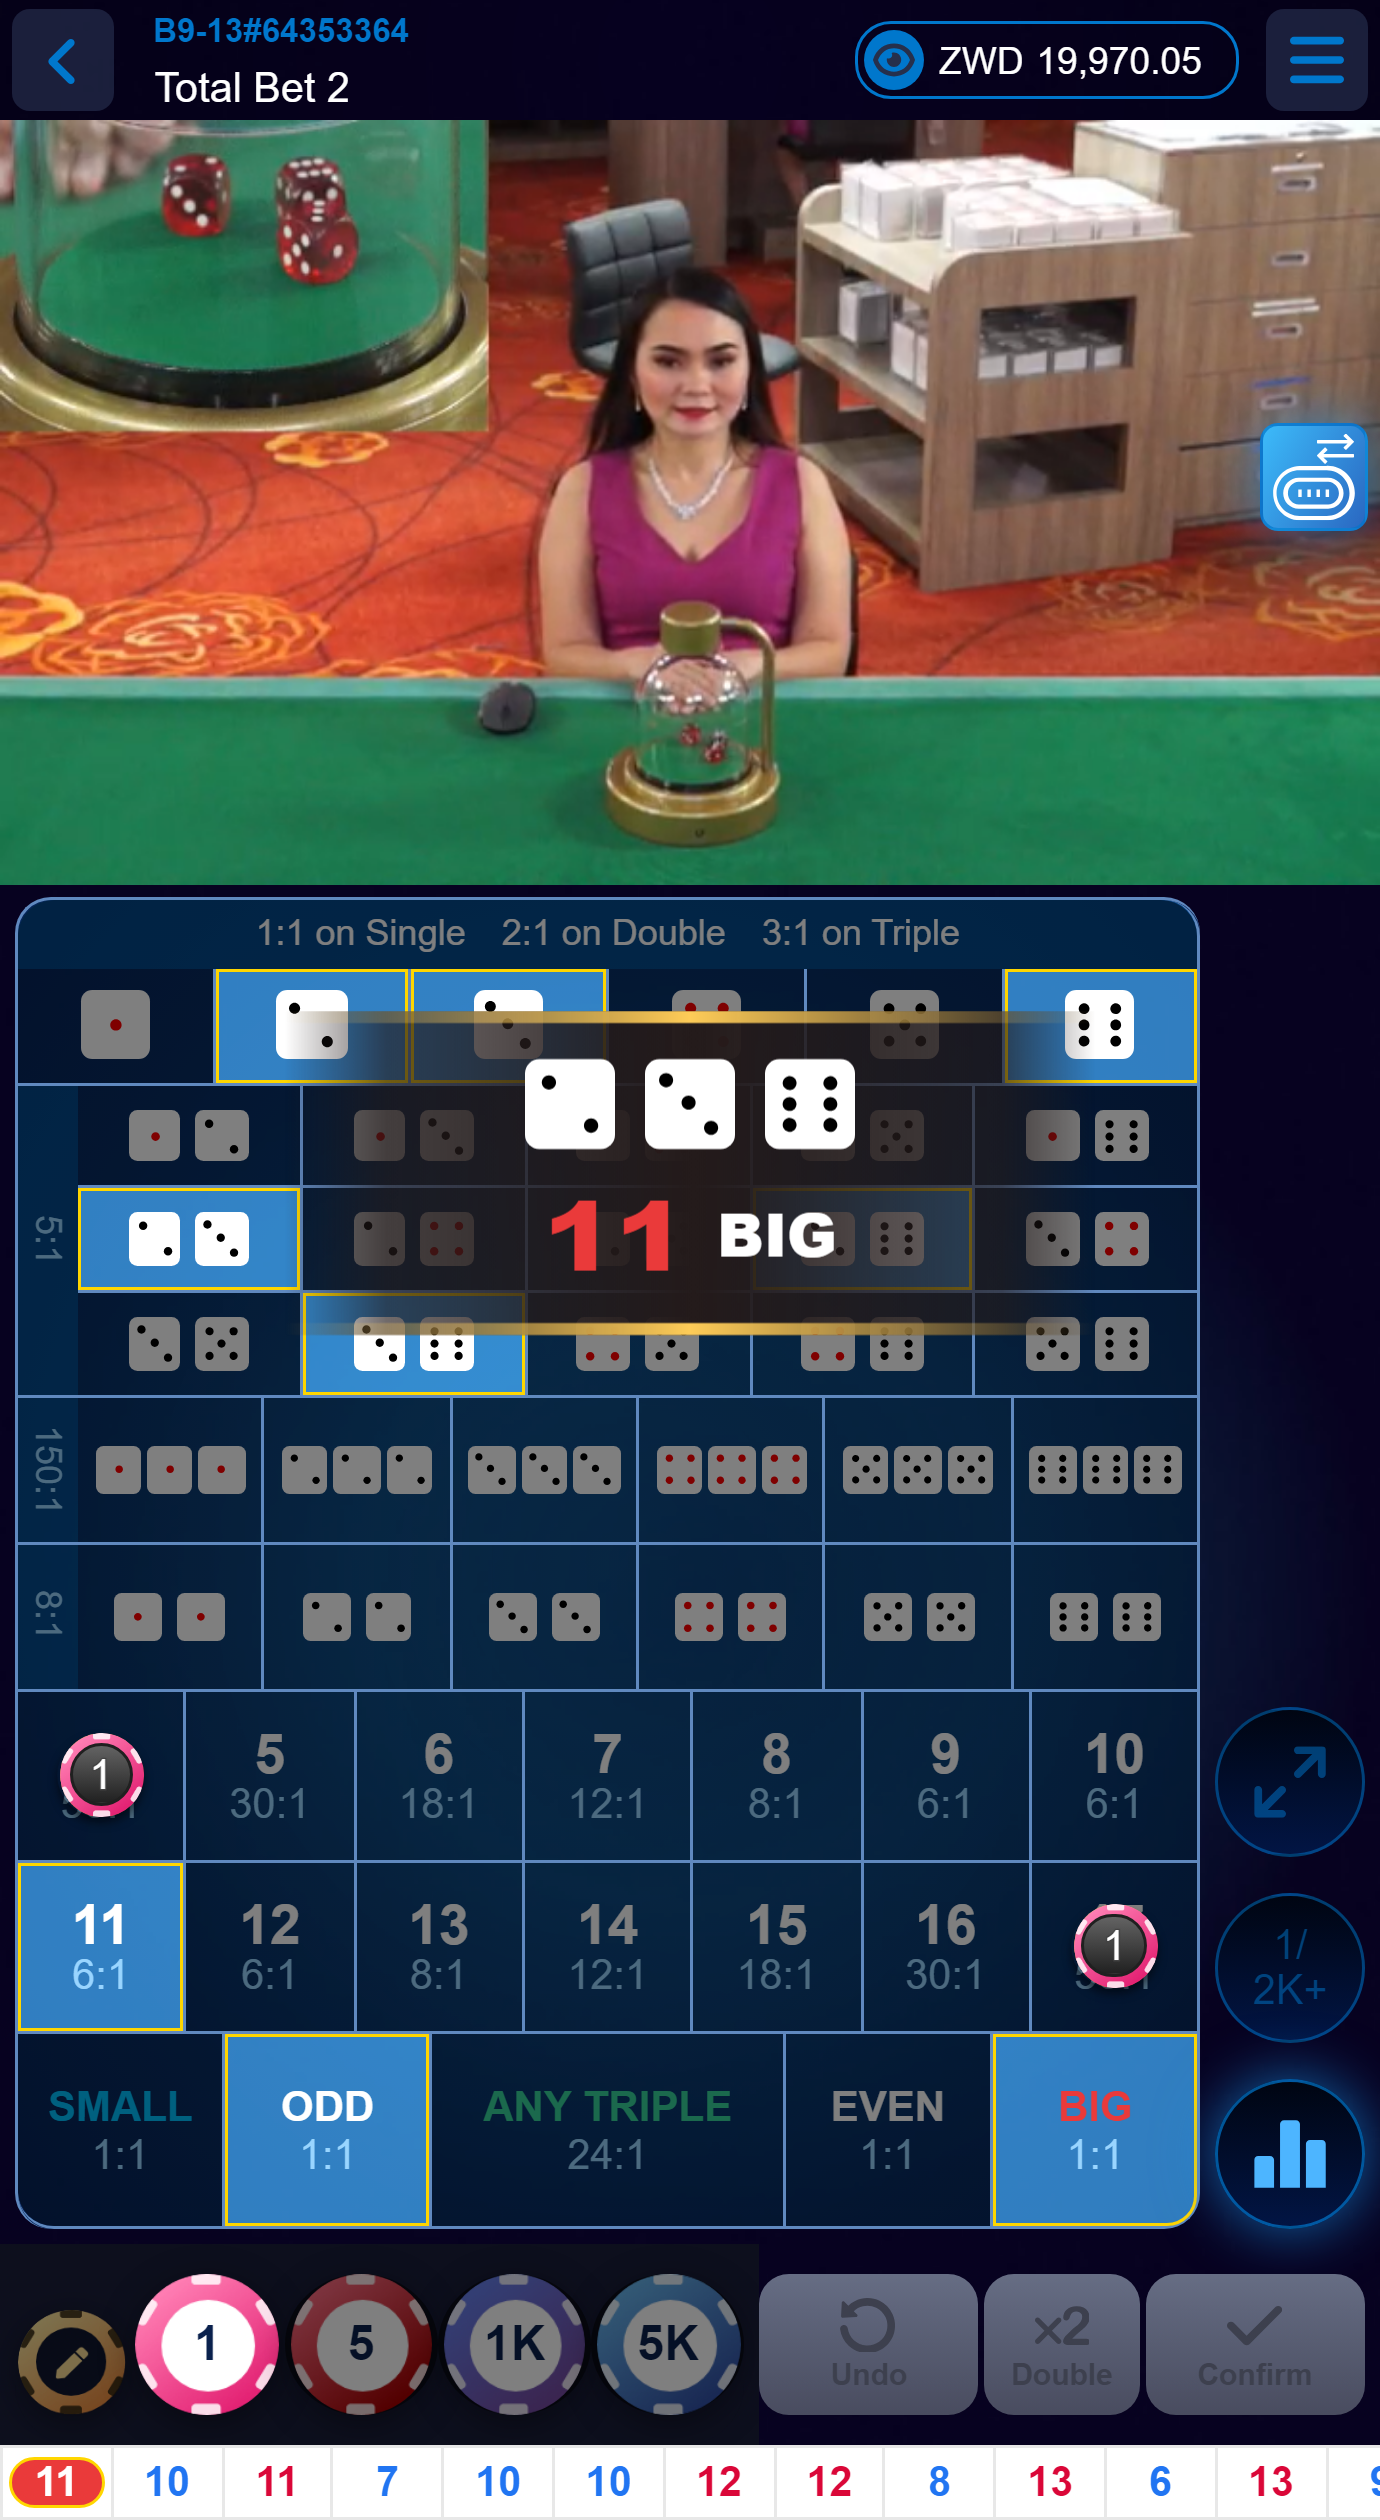 B9-13#64353364
Total Bet 2
ZWD 19,970.05
1:1 on Single 2:1 on Double 3:1 on Triple
11 BIG
5:1
150:1
8:1
1
5 6 7 8 9 10
30:1 18:1 12:1 8:1 6:1 6:1
11 12 13 14 15 16
1
6:1 6:1 8:1 12:1 18:1 30:1
1/
2K+
SMALL ODD ANY TRIPLE EVEN BIG
1:1 1:1 24:1 1:1 1:1
1 5 1K 5K
x2
Undo Double Confirm
11 10 11 7 10 10 12 12 8 13 6 13